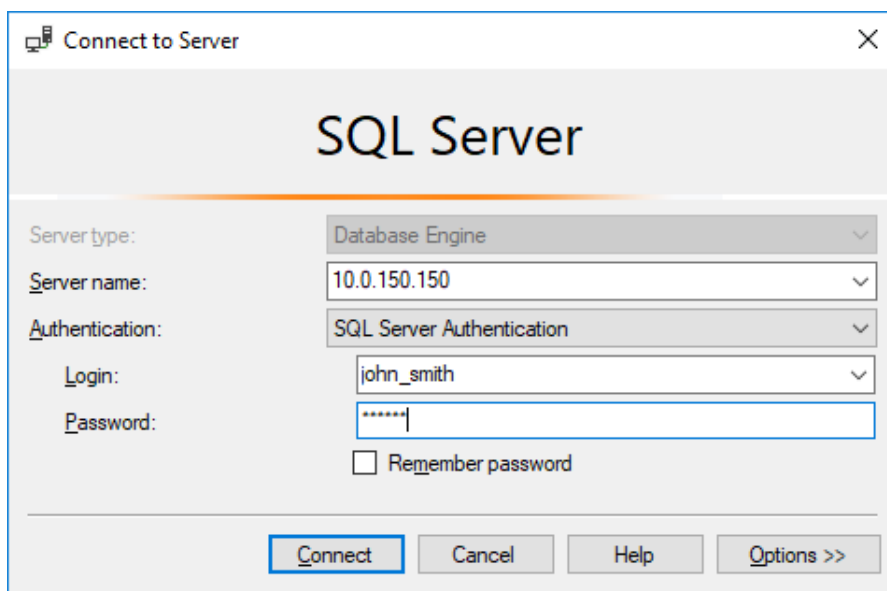 Connect to Server
SQL Server
Server type: Database Engine
Server name: 10.0.150.150
Authentication: SQL Server Authentication
Login: john_smith
Password: ******
Remember password
Connect Cancel Help Options >>